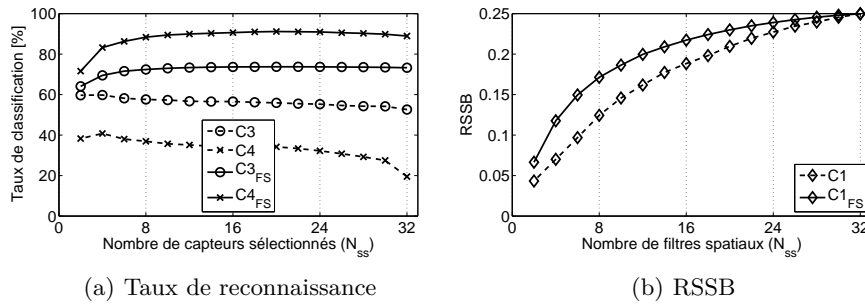 100
80
60
40
20
0
Taux de classification [%]
C3
C4
C3FS
C4FS
0 8 16 24 32
Nombre de capteurs sélectionnés (Nss)
(a) Taux de reconnaissance
0.25
0.2
0.15
0.1
0.05
0
RSSB
C1
C1FS
0 8 16 24 32
Nombre de filtres spatiaux (Nss)
(b) RSSB